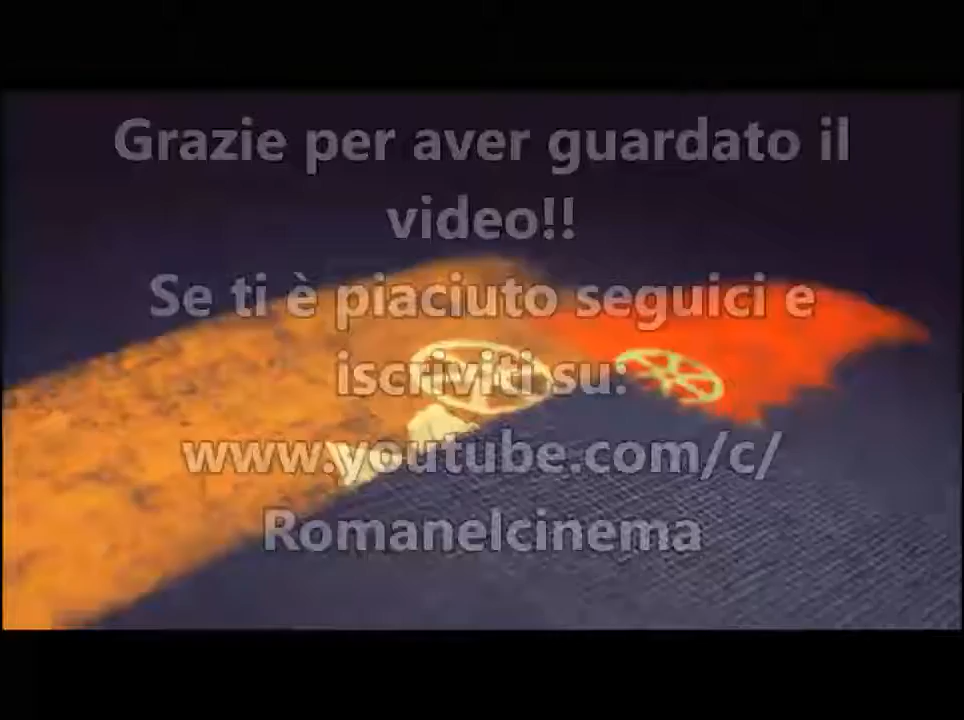 Grazie per aver guardato il
video!!
Se ti è piaciuto seguici e
iscriviti su:
www.youtube.com/c/
Romanelcinema